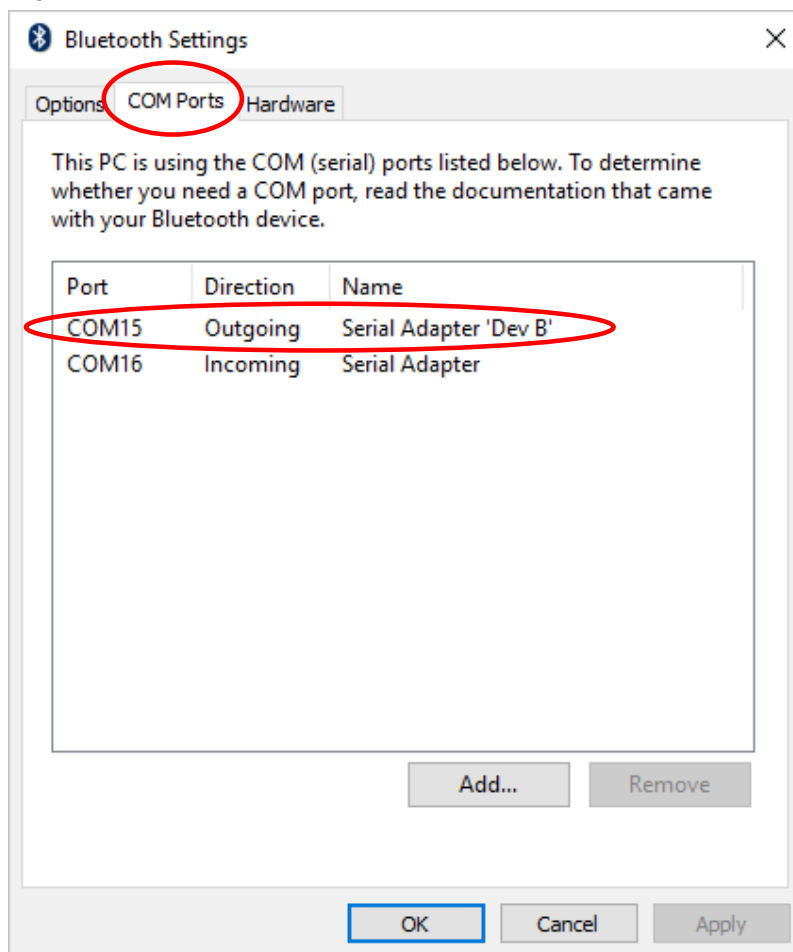 Bluetooth Settings
Options COM Ports Hardware
This PC is using the COM (serial) ports listed below. To determine
whether you need a COM port, read the documentation that came
with your Bluetooth device.
Port Direction Name
COM15 Outgoing Serial Adapter 'Dev B'
COM16 Incoming Serial Adapter
Add... Remove
OK Cancel Apply